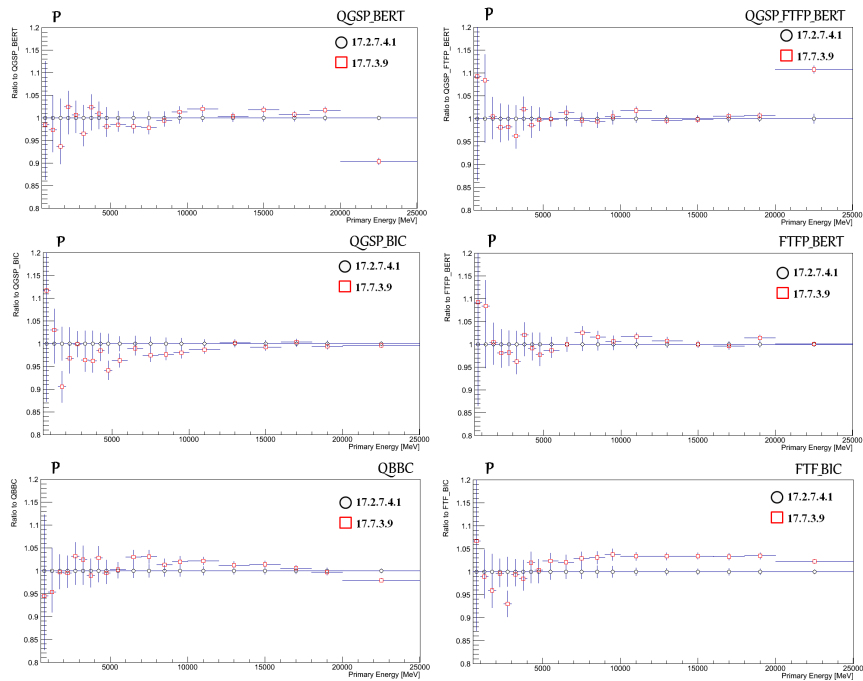 P QGSP_BERT
Ratio to QGSP_BERT
17.2.7.4.1
17.7.3.9
1.2
1.15
1.1
1.05
1
0.95
0.9
0.85
0.8
5000 10000 15000 20000 25000
Primary Energy [MeV]
P QGSP_FTFP_BERT
Ratio to QGSP_FTFP_BERT
17.2.7.4.1
17.7.3.9
1.2
1.15
1.1
1.05
1
0.95
0.9
0.85
0.8
5000 10000 15000 20000 25000
Primary Energy [MeV]
P QGSP_BIC
Ratio to QGSP_BIC
17.2.7.4.1
17.7.3.9
1.2
1.15
1.1
1.05
1
0.95
0.9
0.85
0.8
5000 10000 15000 20000 25000
Primary Energy [MeV]
P FTFP_BERT
Ratio to FTFP_BERT
17.2.7.4.1
17.7.3.9
1.2
1.15
1.1
1.05
1
0.95
0.9
0.85
0.8
5000 10000 15000 20000 25000
Primary Energy [MeV]
P QBBC
Ratio to QBBC
17.2.7.4.1
17.7.3.9
1.2
1.15
1.1
1.05
1
0.95
0.9
0.85
0.8
5000 10000 15000 20000 25000
Primary Energy [MeV]
P FTF_BIC
Ratio to FTF_BIC
17.2.7.4.1
17.7.3.9
1.2
1.15
1.1
1.05
1
0.95
0.9
0.85
0.8
5000 10000 15000 20000 25000
Primary Energy [MeV]